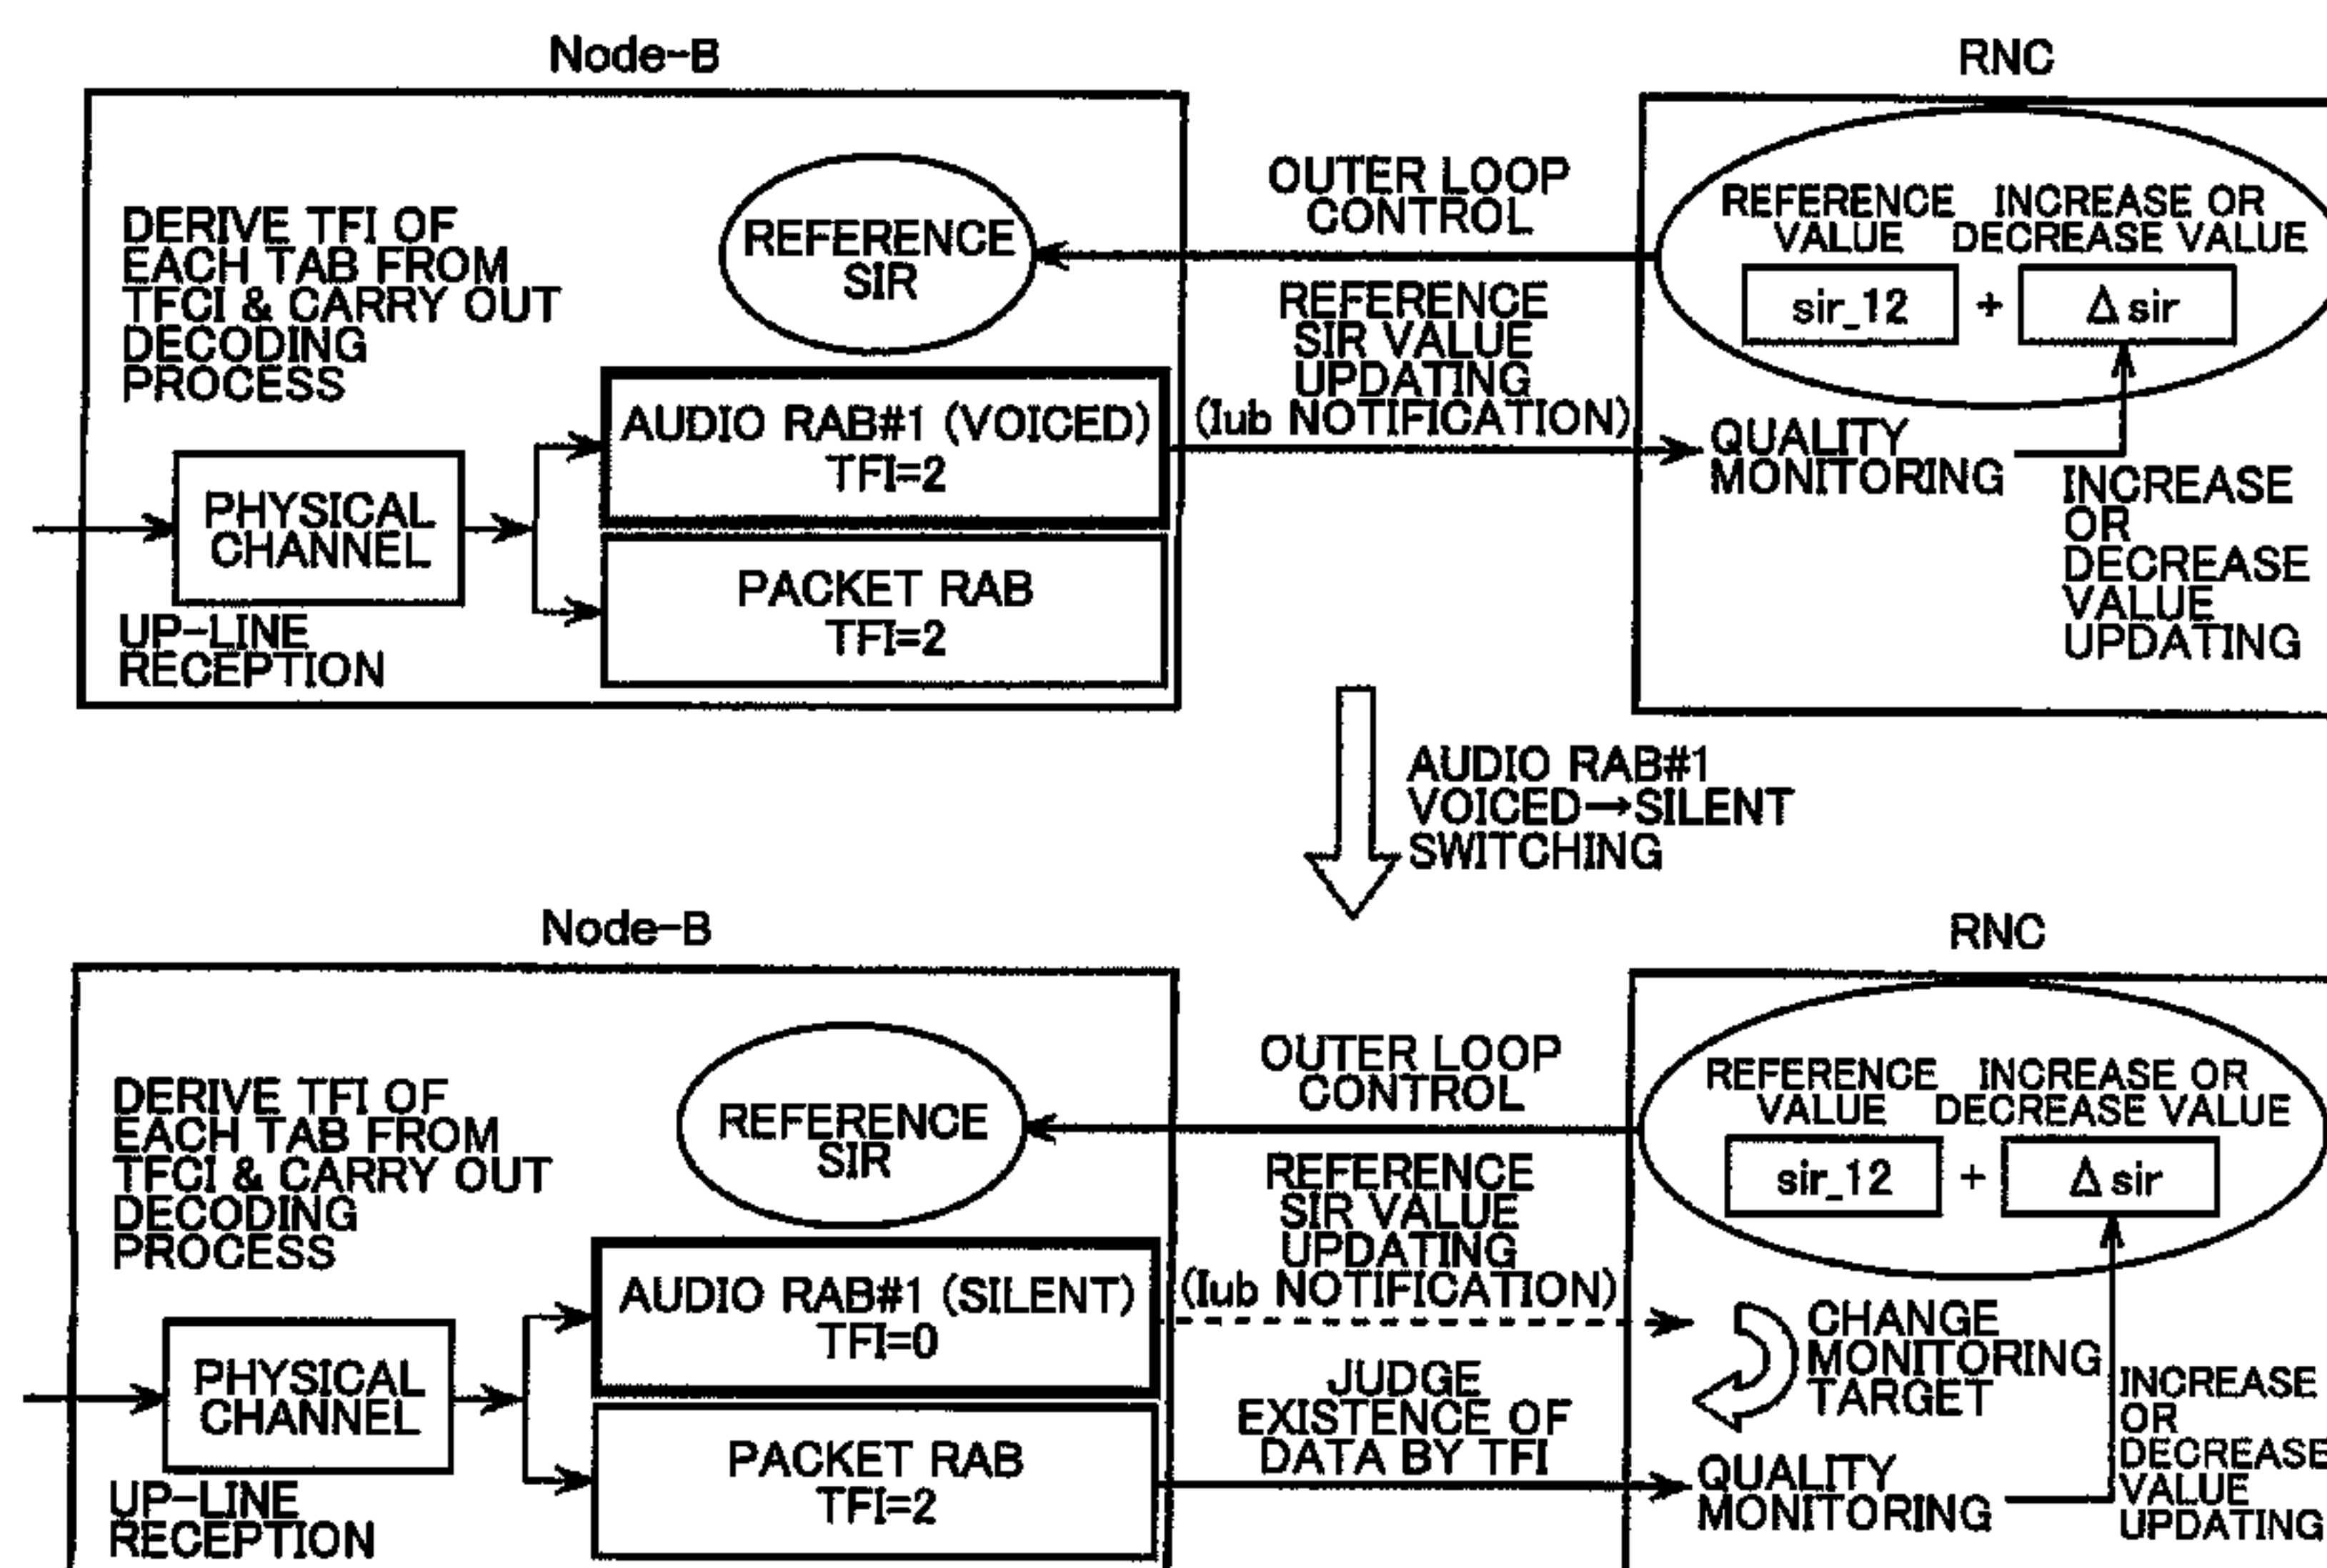 Node-B
DERIVE TFI OF
EACH TAB FROM
TFCI & CARRY OUT
DECODING
PROCESS
REFERENCE
SIR
PHYSICAL
CHANNEL
UP-LINE
RECEPTION
AUDIO RAB#1 (VOICED)
TFI=2
PACKET RAB
TFI=2
OUTER LOOP
CONTROL
REFERENCE
SIR VALUE
UPDATING
(Iub NOTIFICATION)
RNC
REFERENCE
VALUE
INCREASE OR
DECREASE VALUE
sir_12 + Δ sir
QUALITY
MONITORING
INCREASE
OR
DECREASE
VALUE
UPDATING
AUDIO RAB#1
VOICED→SILENT
SWITCHING
Node-B
DERIVE TFI OF
EACH TAB FROM
TFCI & CARRY OUT
DECODING
PROCESS
REFERENCE
SIR
PHYSICAL
CHANNEL
UP-LINE
RECEPTION
AUDIO RAB#1 (SILENT)
TFI=0
PACKET RAB
TFI=2
OUTER LOOP
CONTROL
REFERENCE
SIR VALUE
UPDATING
(Iub NOTIFICATION)
JUDGE
EXISTENCE OF
DATA BY TFI
RNC
REFERENCE
VALUE
INCREASE OR
DECREASE VALUE
sir_12 + Δ sir
CHANGE
MONITORING
TARGET
QUALITY
MONITORING
INCREASE
OR
DECREASE
VALUE
UPDATING